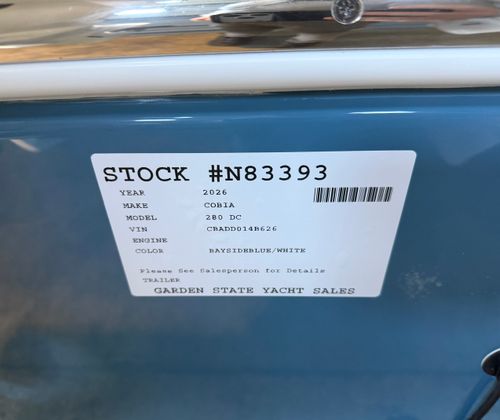 STOCK #N83393
YEAR 2026
MAKE COBIA
MODEL 280 DC
VIN CBADD014B626
ENGINE
COLOR BAYSIDEBLUE/WHITE
Please See Salesperson for Details
TRAILER
GARDEN STATE YACHT SALES